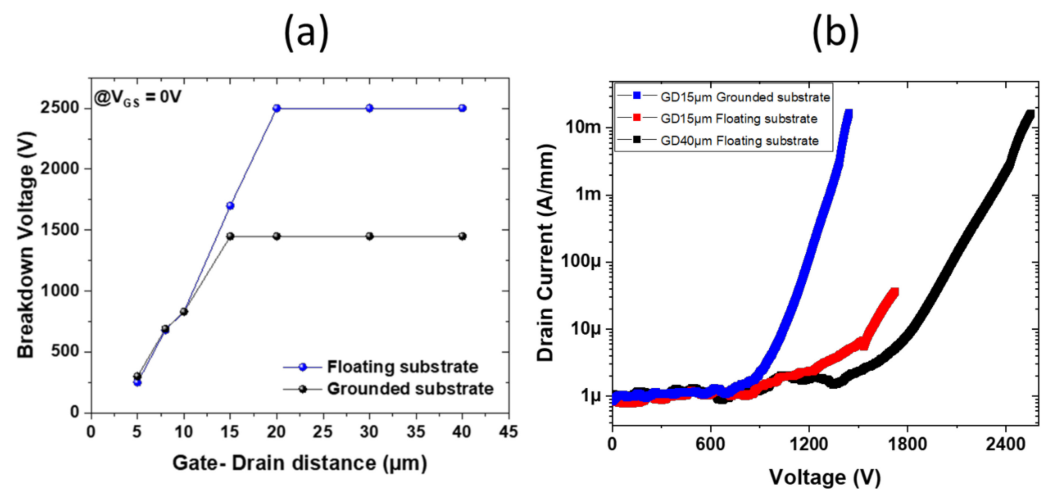 (a)
@V_GS = 0V
Breakdown Voltage (V)
2500
2000
1500
1000
500
0
Floating substrate
Grounded substrate
0 5 10 15 20 25 30 35 40 45
Gate- Drain distance (µm)
(b)
GD15µm Grounded substrate
GD15µm Floating substrate
GD40µm Floating substrate
Drain Current (A/mm)
10m
1m
100µ
10µ
1µ
0 600 1200 1800 2400
Voltage (V)